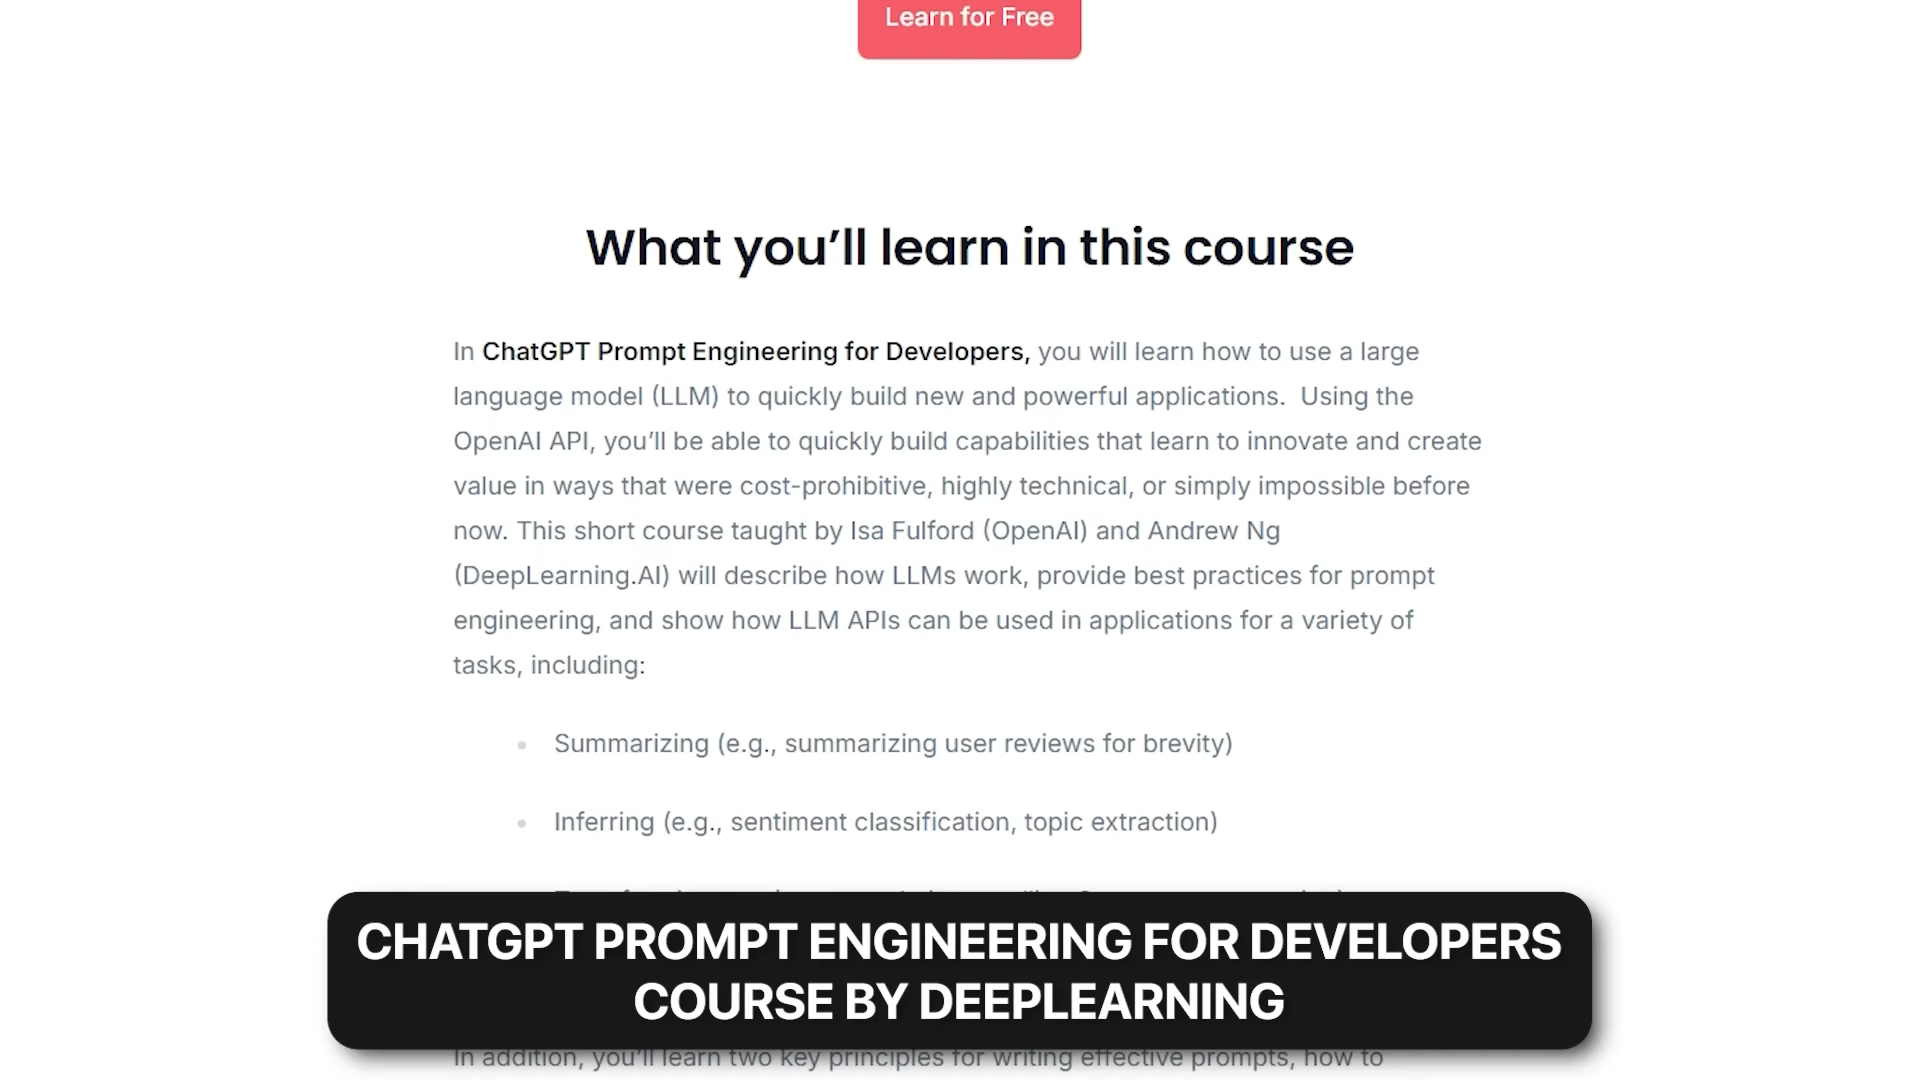 Learn for Free
What you’ll learn in this course
In ChatGPT Prompt Engineering for Developers, you will learn how to use a large
language model (LLM) to quickly build new and powerful applications.  Using the
OpenAI API, you’ll be able to quickly build capabilities that learn to innovate and create
value in ways that were cost-prohibitive, highly technical, or simply impossible before
now. This short course taught by Isa Fulford (OpenAI) and Andrew Ng
(DeepLearning.AI) will describe how LLMs work, provide best practices for prompt
engineering, and show how LLM APIs can be used in applications for a variety of
tasks, including:
Summarizing (e.g., summarizing user reviews for brevity)
Inferring (e.g., sentiment classification, topic extraction)
CHATGPT PROMPT ENGINEERING FOR DEVELOPERS
COURSE BY DEEPLEARNING
In addition, you’ll learn two key principles for writing effective prompts, how to